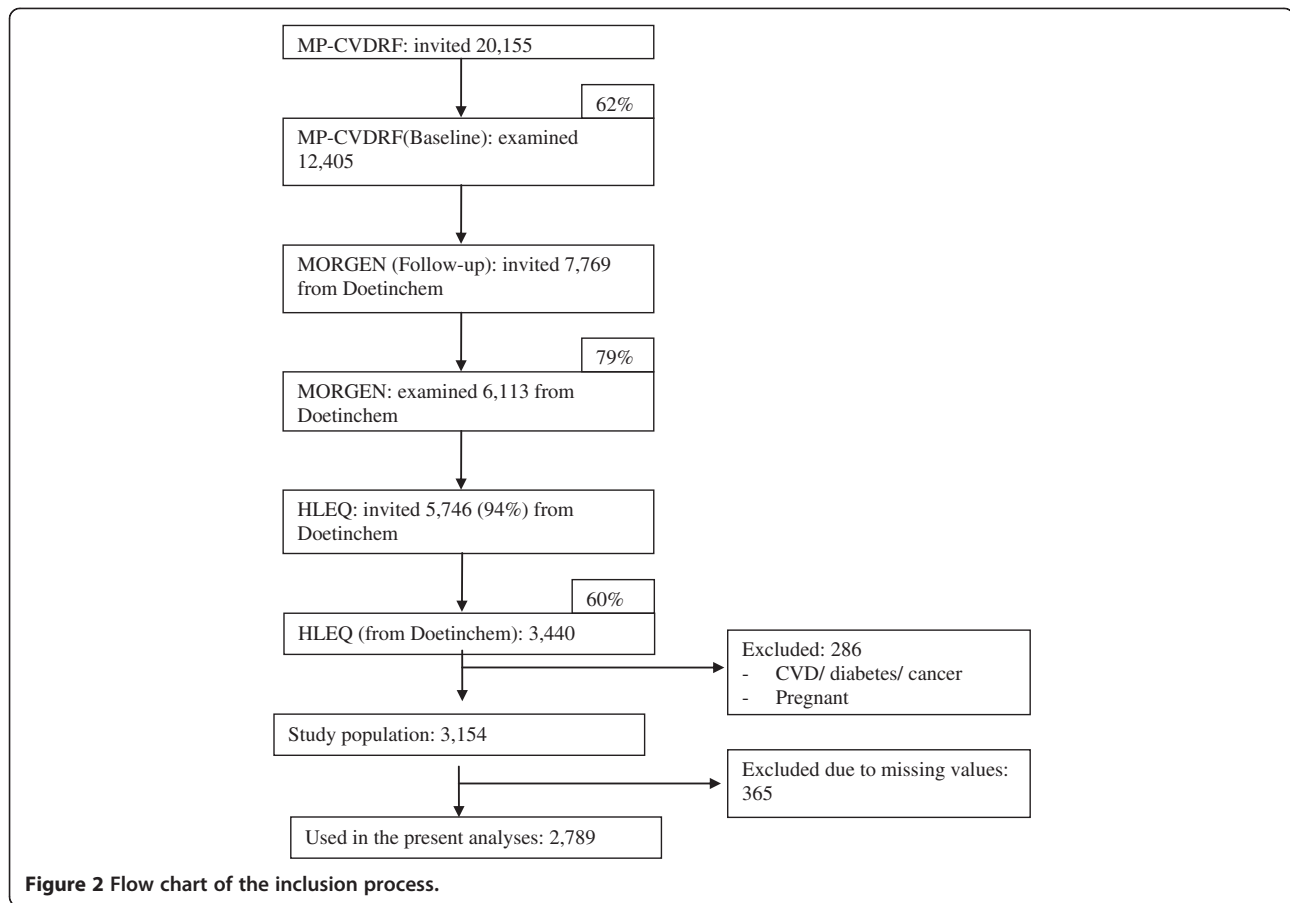 MP-CVDRF: invited 20,155
62%
MP-CVDRF(Baseline): examined
12,405
MORGEN (Follow-up): invited 7,769
from Doetinchem
79%
MORGEN: examined 6,113 from
Doetinchem
HLEQ: invited 5,746 (94%) from
Doetinchem
60%
HLEQ (from Doetinchem): 3,440
Excluded: 286
- CVD/ diabetes/ cancer
- Pregnant
Study population: 3,154
Excluded due to missing values:
365
Used in the present analyses: 2,789
Figure 2 Flow chart of the inclusion process.